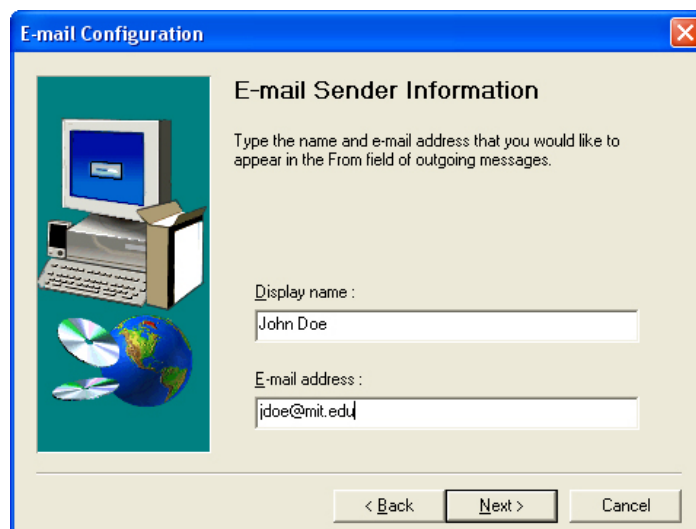 E-mail Configuration
E-mail Sender Information
Type the name and e-mail address that you would like to
appear in the From field of outgoing messages.
Display name :
John Doe
E-mail address :
jdoe@mit.edu
< Back
Next >
Cancel